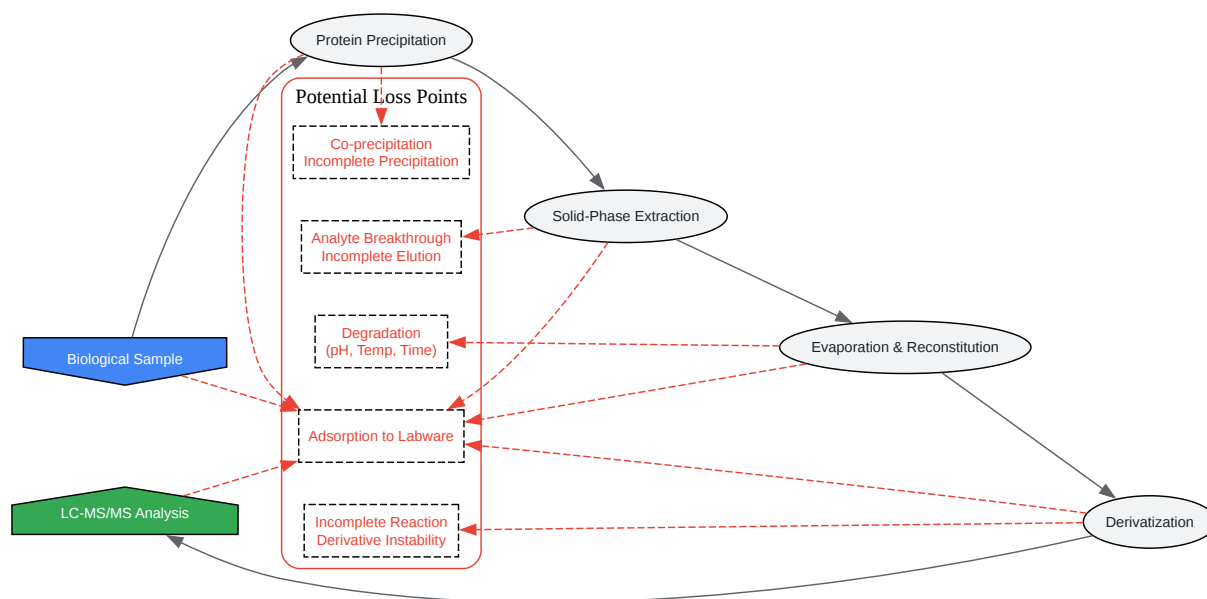 Protein Precipitation
Potential Loss Points
Co-precipitation
Incomplete Precipitation
Solid-Phase Extraction
Analyte Breakthrough
Incomplete Elution
Degradation
(pH, Temp, Time)
Evaporation & Reconstitution
Biological Sample
Adsorption to Labware
LC-MS/MS Analysis
Incomplete Reaction
Derivative Instability
Derivatization